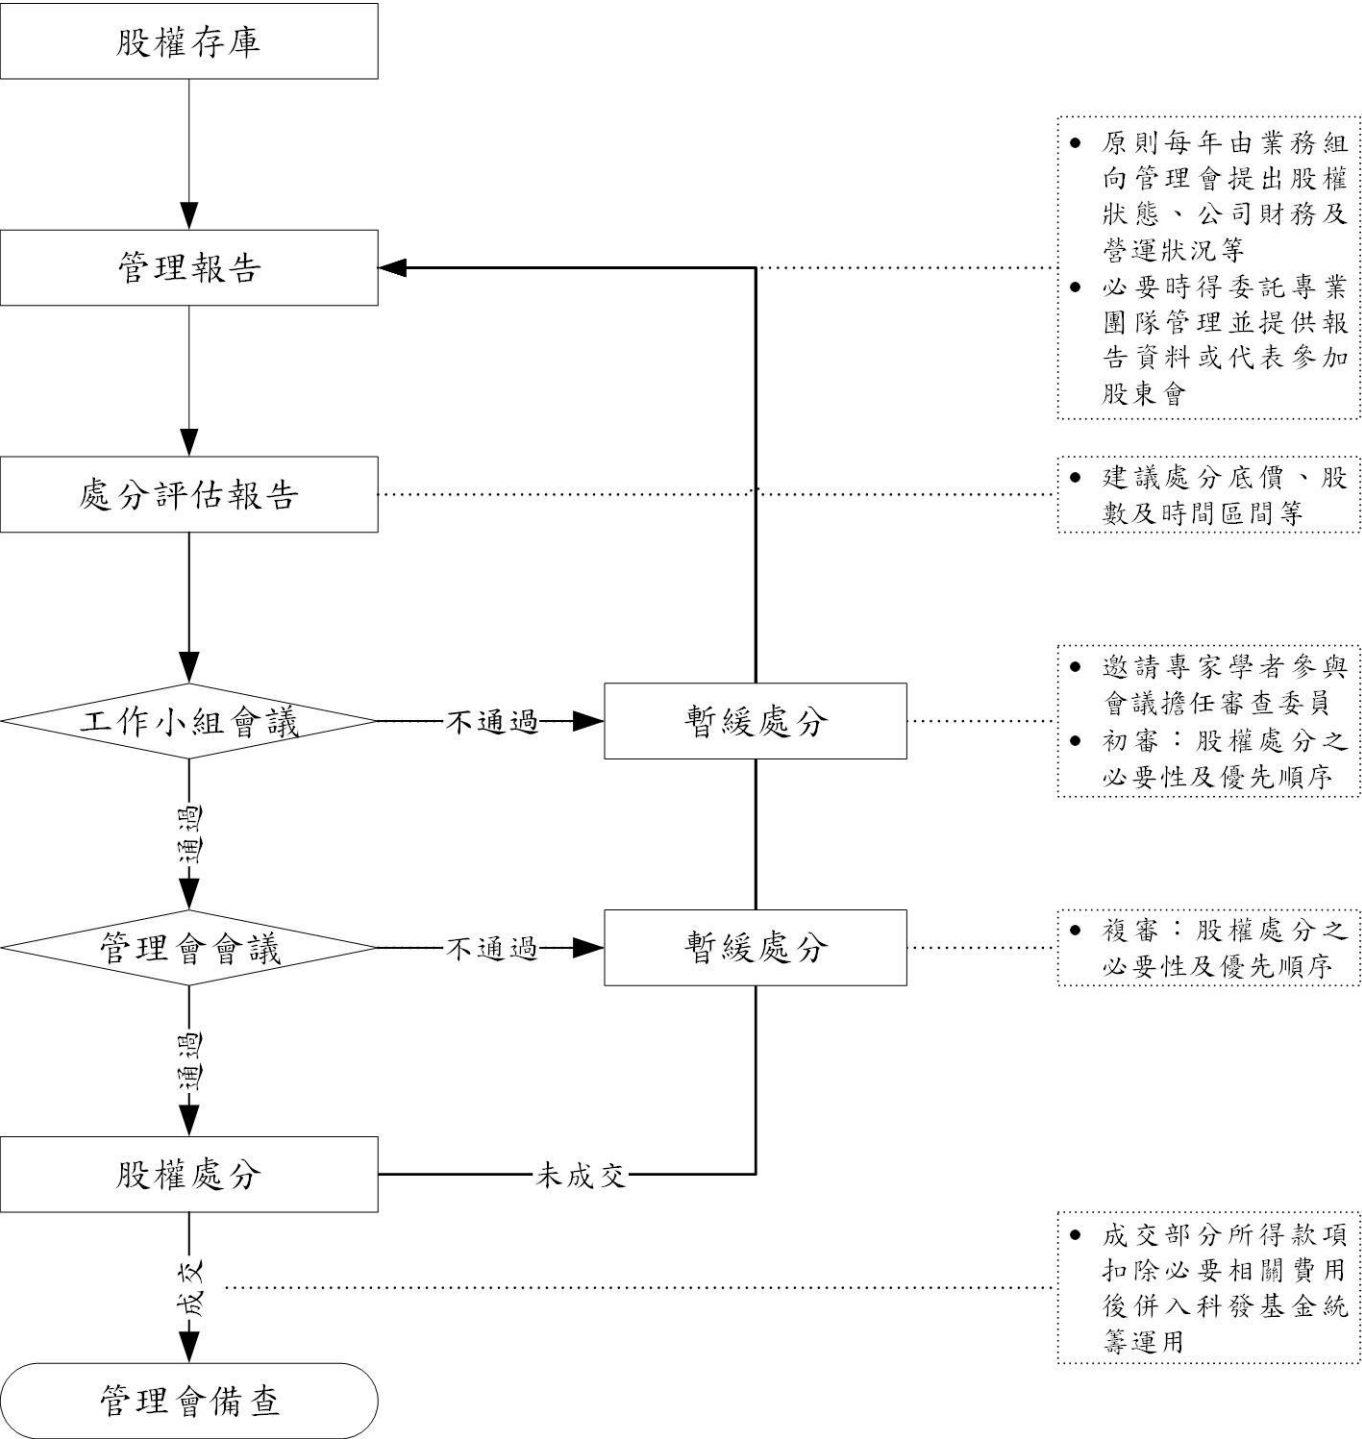 股權存庫
• 原則每年由業務組
向管理會提出股權
狀態、公司財務及
營運狀況等
• 必要時得委託專業
團隊管理並提供報
告資料或代表參加
股東會
管理報告
處分評估報告
• 建議處分底價、股
數及時間區間等
工作小組會議
不通過
暫緩處分
• 邀請專家學者參與
會議擔任審查委員
• 初審：股權處分之
必要性及優先順序
通過
管理會會議
不通過
暫緩處分
• 複審：股權處分之
必要性及優先順序
通過
股權處分
未成交
成交
• 成交部分所得款項
扣除必要相關費用
後併入科發基金統
籌運用
管理會備查